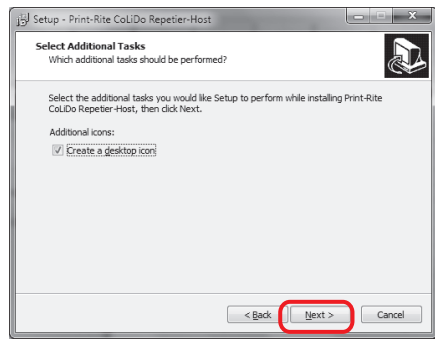 Setup - Print-Rite CoLiDo Repetier-Host
Select Additional Tasks
Which additional tasks should be performed?
Select the additional tasks you would like Setup to perform while installing Print-Rite
CoLiDo Repetier-Host, then click Next.
Additional icons:
Create a desktop icon
< Back
Next >
Cancel